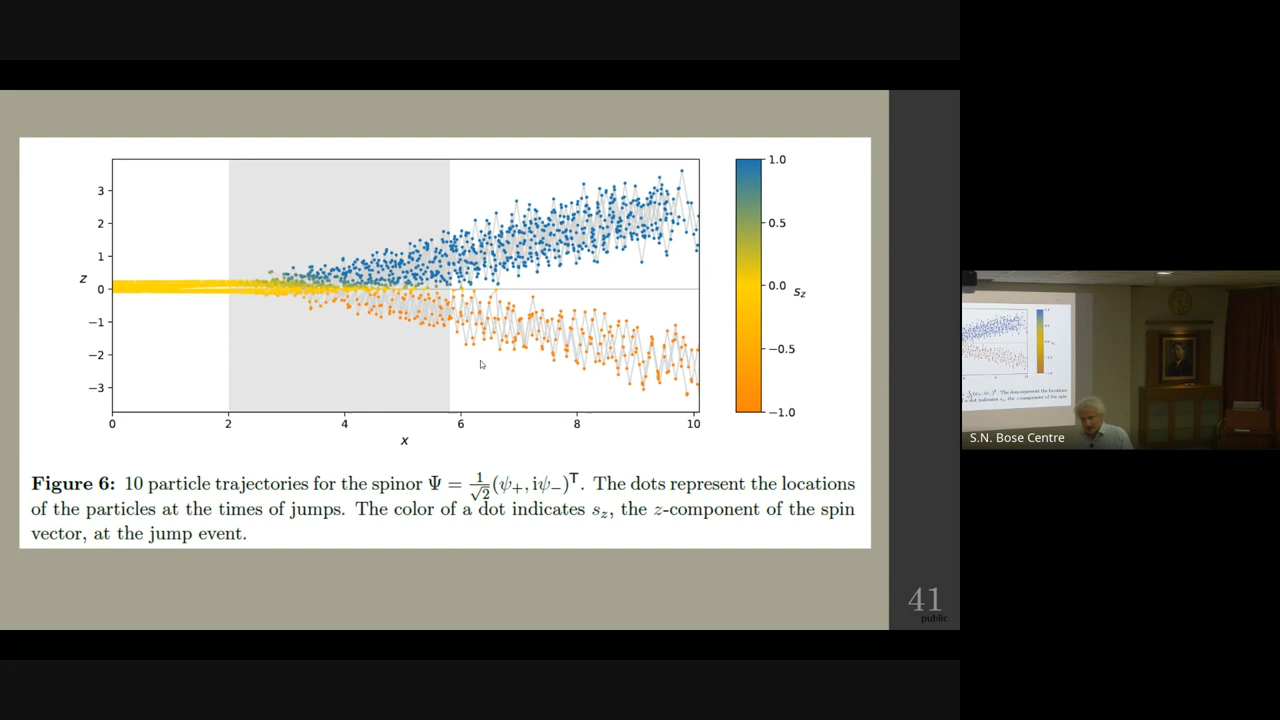 3
2
1
0
−1
−2
−3
z
0
2
4
6
8
10
x
1.0
0.5
0.0
−0.5
−1.0
s_z
Figure 6: 10 particle trajectories for the spinor Ψ = 1/√2 (ψ₊, iψ₋)ᵀ. The dots represent the locations
of the particles at the times of jumps. The color of a dot indicates s_z, the z-component of the spin
vector, at the jump event.
41
public
S.N. Bose Centre